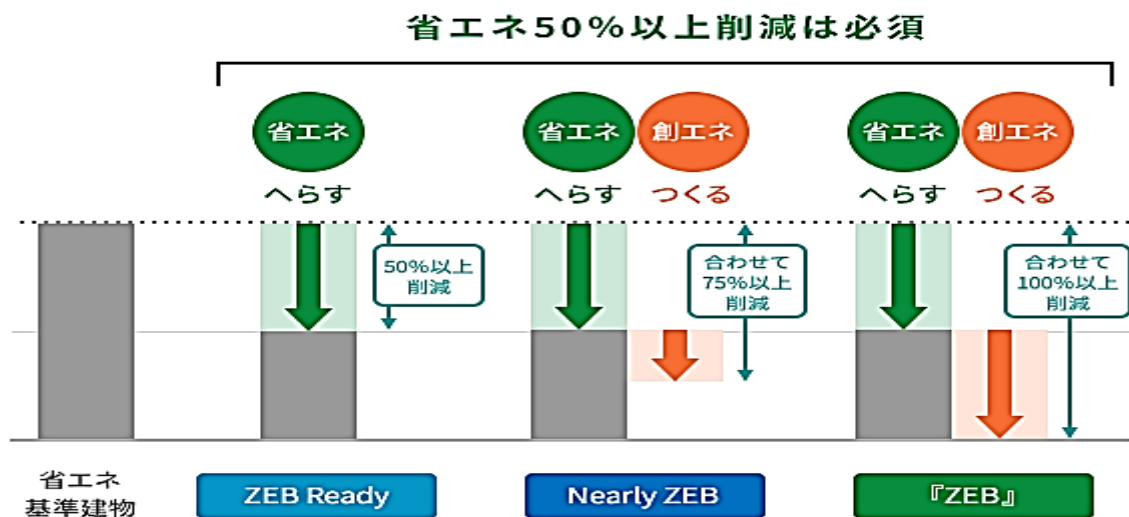 省エネ50%以上削減は必須
省エネ
へらす
省エネ
創エネ
へらす
つくる
省エネ
創エネ
へらす
つくる
50%以上
削減
合わせて
75%以上
削減
合わせて
100%以上
削減
省エネ
基準建物
ZEB Ready
Nearly ZEB
『ZEB』